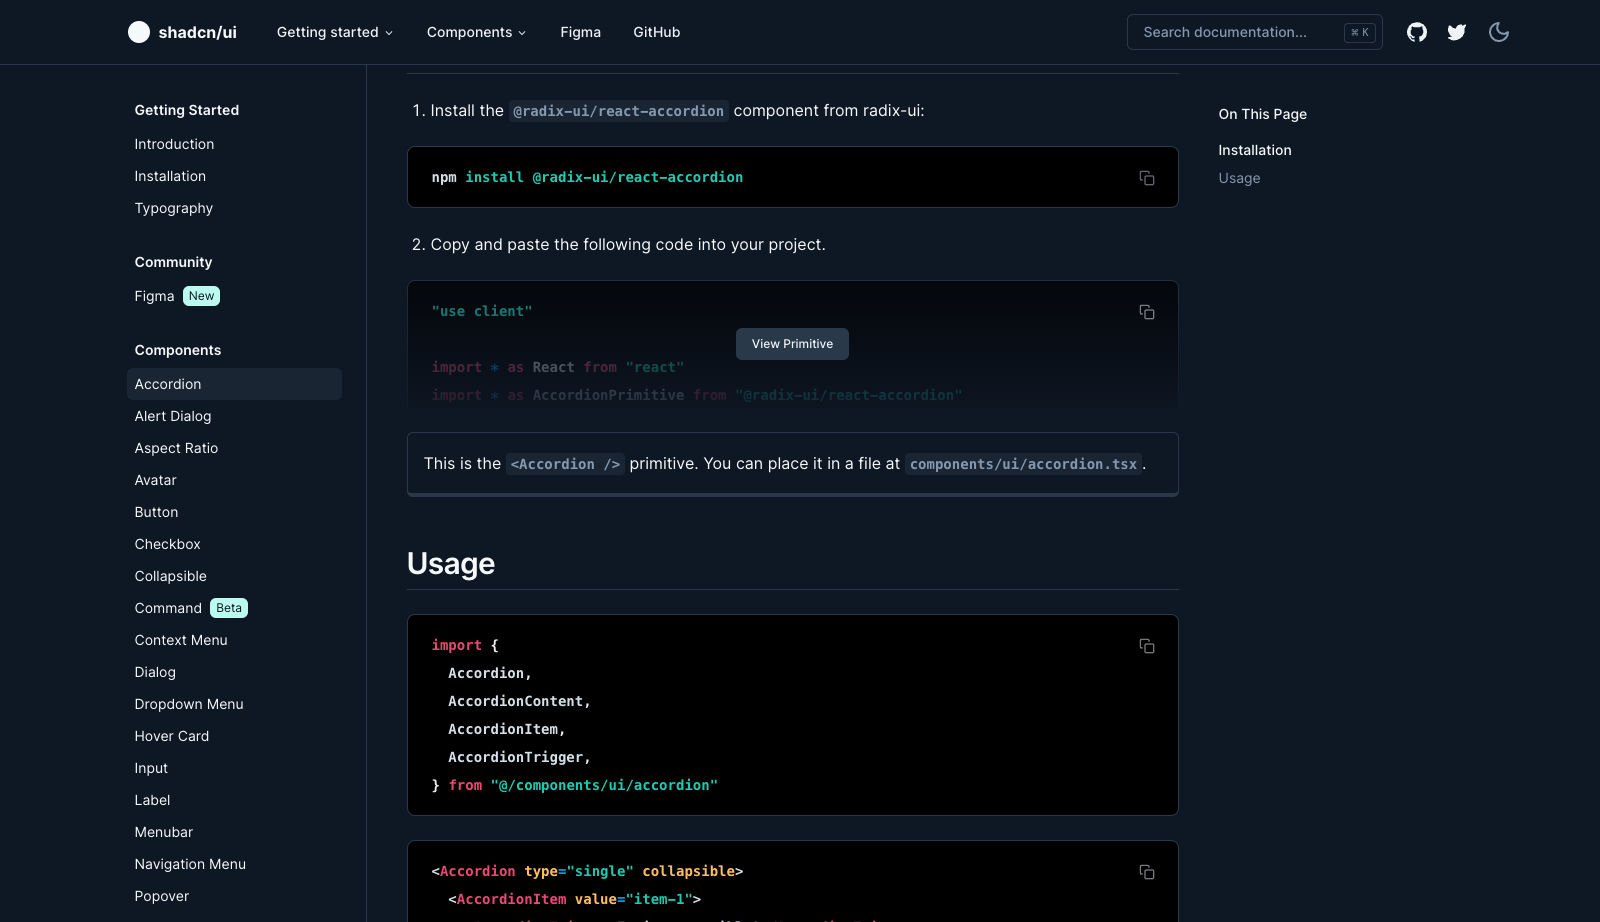 shadcn/ui
Getting started
Components
Figma
GitHub
Search documentation...
⌘ K
Getting Started
Introduction
Installation
Typography
Community
Figma New
Components
Accordion
Alert Dialog
Aspect Ratio
Avatar
Button
Checkbox
Collapsible
Command Beta
Context Menu
Dialog
Dropdown Menu
Hover Card
Input
Label
Menubar
Navigation Menu
Popover
1. Install the @radix-ui/react-accordion component from radix-ui:
npm install @radix-ui/react-accordion
2. Copy and paste the following code into your project.
"use client"
View Primitive
import * as React from "react"
import * as AccordionPrimitive from "@radix-ui/react-accordion"
This is the <Accordion /> primitive. You can place it in a file at components/ui/accordion.tsx.
Usage
import {
  Accordion,
  AccordionContent,
  AccordionItem,
  AccordionTrigger,
} from "@/components/ui/accordion"
<Accordion type="single" collapsible>
  <AccordionItem value="item-1">
On This Page
Installation
Usage